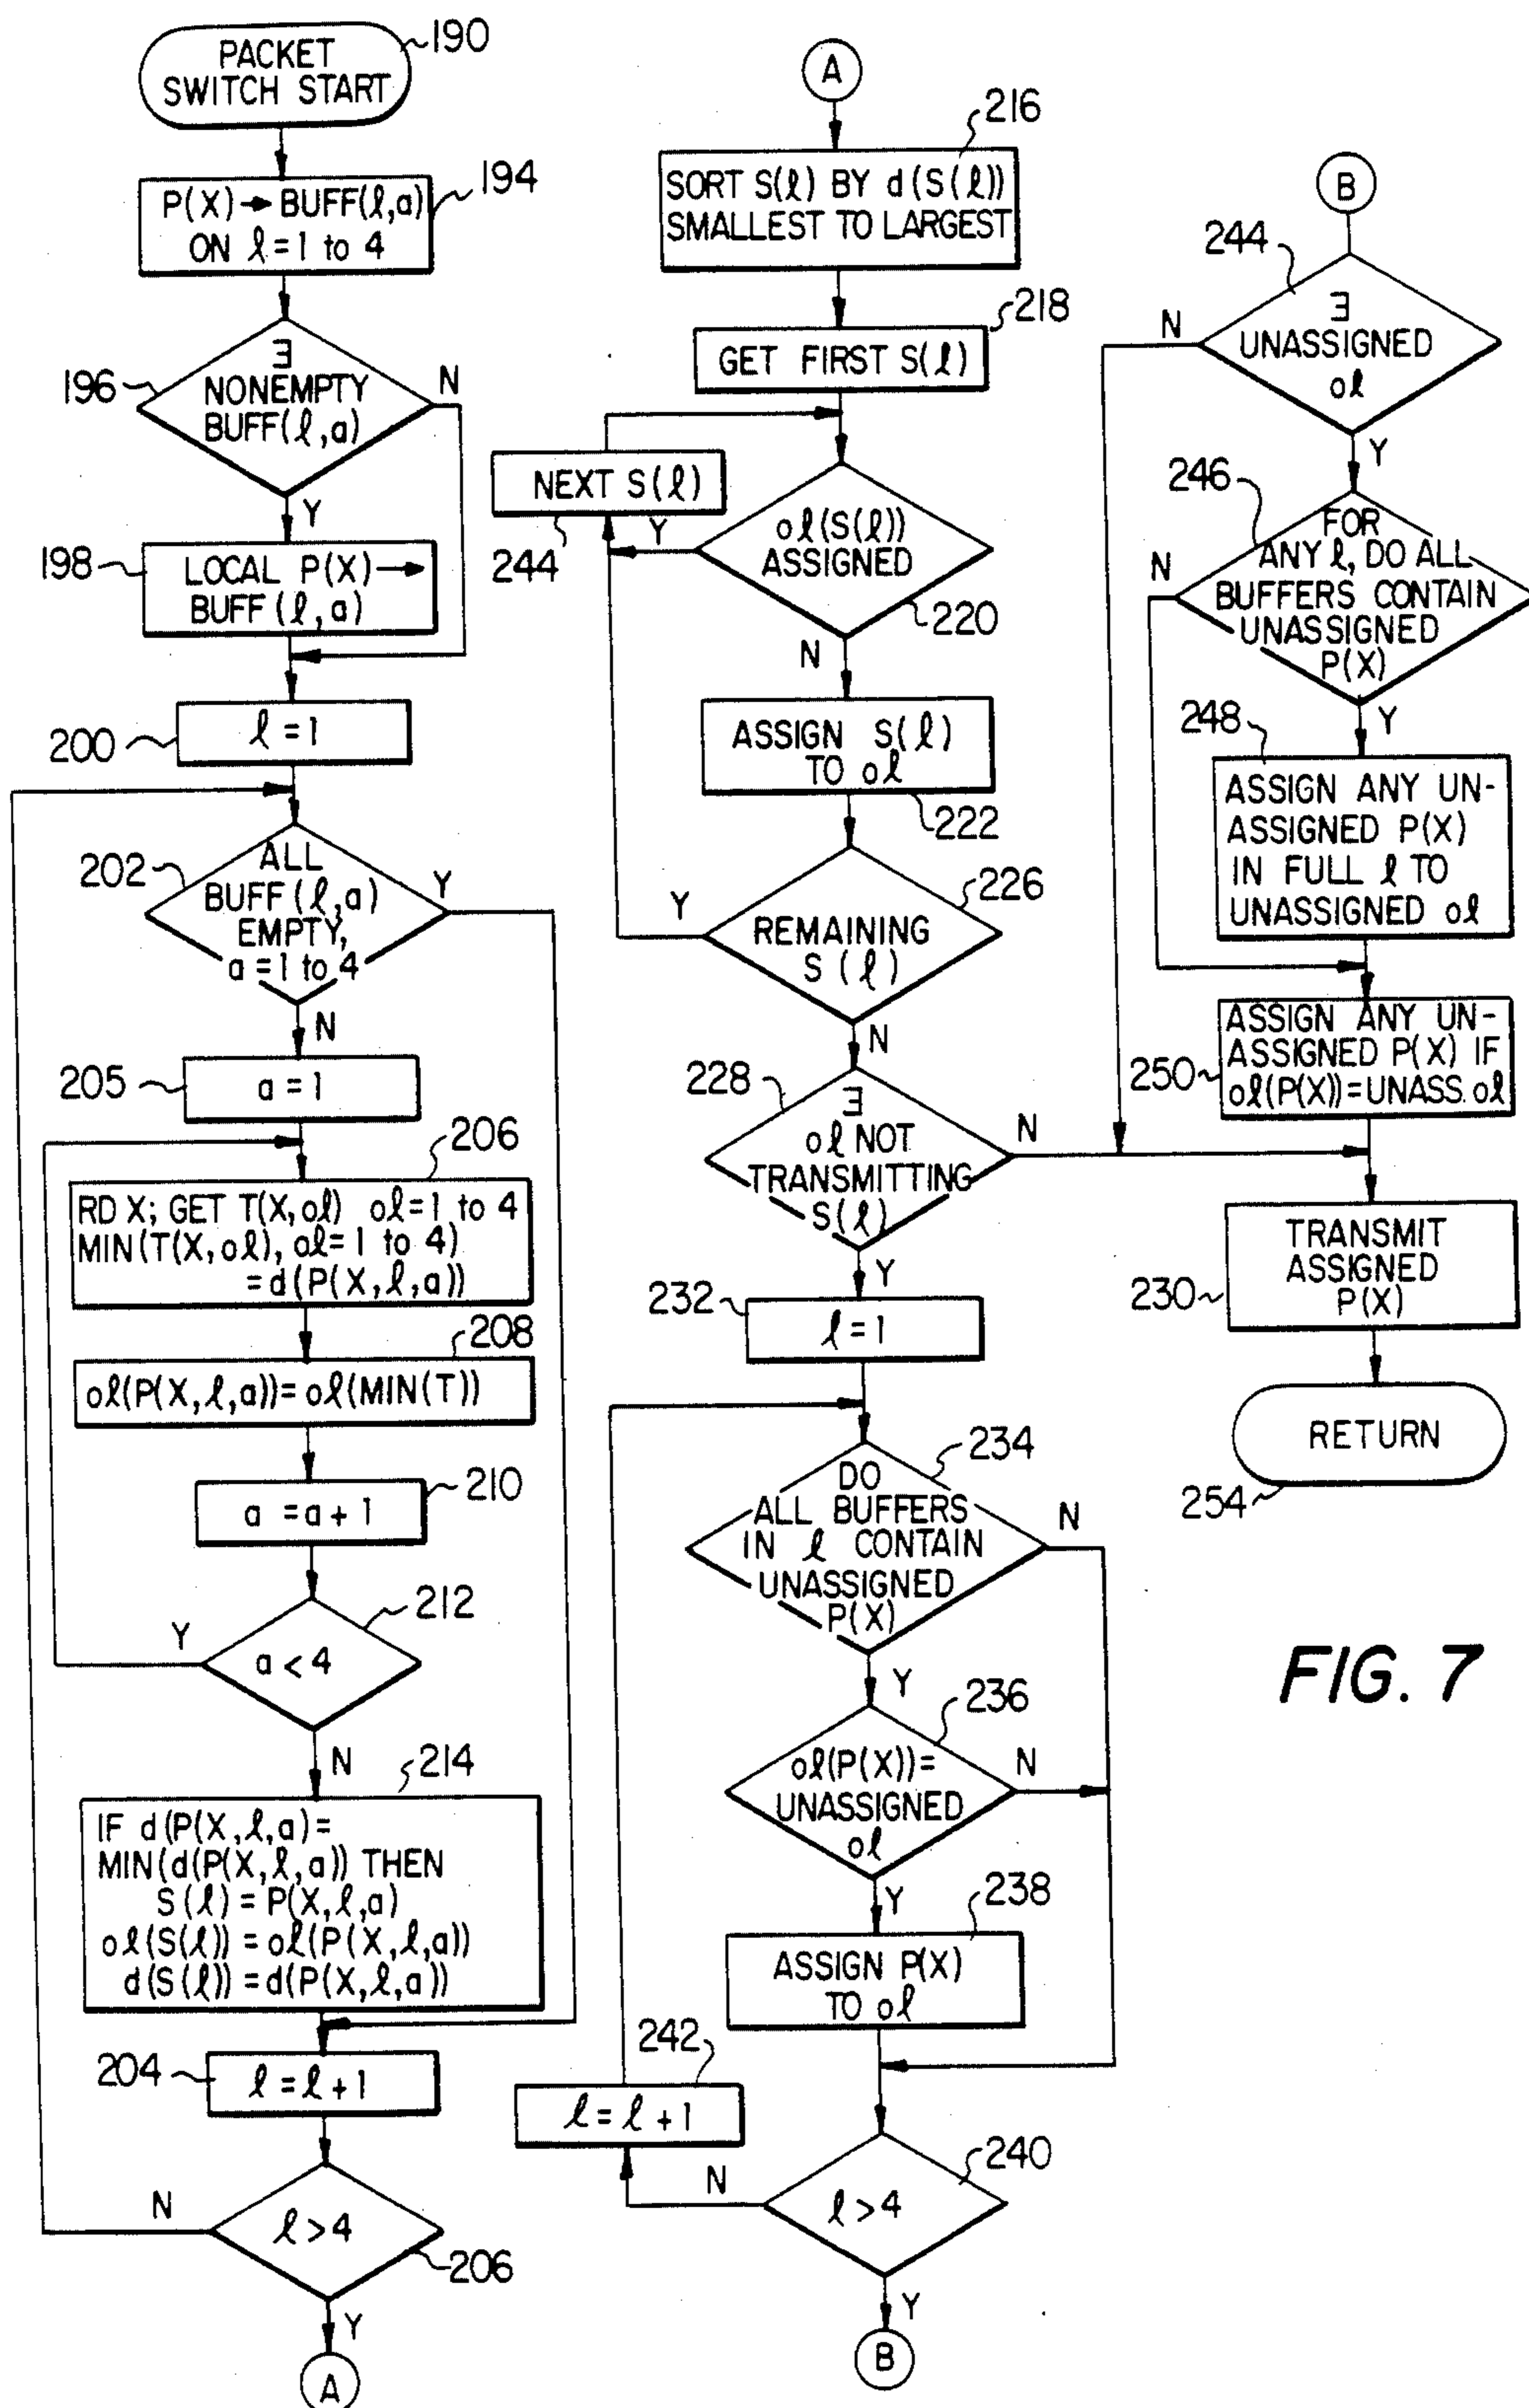 PACKET
SWITCH START
190
P(X) → BUFF(ℓ,a)
ON ℓ = 1 to 4
194
∃
NONEMPTY
BUFF(ℓ,a)
196
N
Y
LOCAL P(X) →
BUFF(ℓ,a)
198
ℓ = 1
200
ALL
BUFF(ℓ,a)
EMPTY,
a = 1 to 4
202
Y
N
a = 1
205
206
RD X; GET T(X,oℓ) oℓ = 1 to 4
MIN(T(X,oℓ), oℓ = 1 to 4)
= d(P(X,ℓ,a))
208
oℓ(P(X,ℓ,a)) = oℓ(MIN(T))
210
a = a + 1
212
a < 4
Y
N
214
IF d(P(X,ℓ,a) =
MIN(d(P(X,ℓ,a)) THEN
S(ℓ) = P(X,ℓ,a)
oℓ(S(ℓ)) = oℓ(P(X,ℓ,a))
d(S(ℓ)) = d(P(X,ℓ,a))
204
ℓ = ℓ + 1
N
ℓ > 4
206
Y
A
A
216
SORT S(ℓ) BY d(S(ℓ))
SMALLEST TO LARGEST
218
GET FIRST S(ℓ)
NEXT S(ℓ)
244
Y
oℓ(S(ℓ))
ASSIGNED
220
N
ASSIGN S(ℓ)
TO oℓ
222
226
Y
REMAINING
S(ℓ)
N
228
∃
oℓ NOT
TRANSMITTING
S(ℓ)
N
Y
232
ℓ = 1
234
DO
ALL BUFFERS
IN ℓ CONTAIN
UNASSIGNED
P(X)
N
Y
236
oℓ(P(X)) =
UNASSIGNED
oℓ
N
Y
238
ASSIGN P(X)
TO oℓ
242
ℓ = ℓ + 1
240
N
ℓ > 4
Y
B
B
244
∃
UNASSIGNED
oℓ
N
Y
246
FOR
ANY ℓ, DO ALL
BUFFERS CONTAIN
UNASSIGNED
P(X)
N
Y
248
ASSIGN ANY UN-
ASSIGNED P(X)
IN FULL ℓ TO
UNASSIGNED oℓ
250
ASSIGN ANY UN-
ASSIGNED P(X) IF
oℓ(P(X)) = UNASS. oℓ
230
TRANSMIT
ASSIGNED
P(X)
RETURN
254
FIG. 7